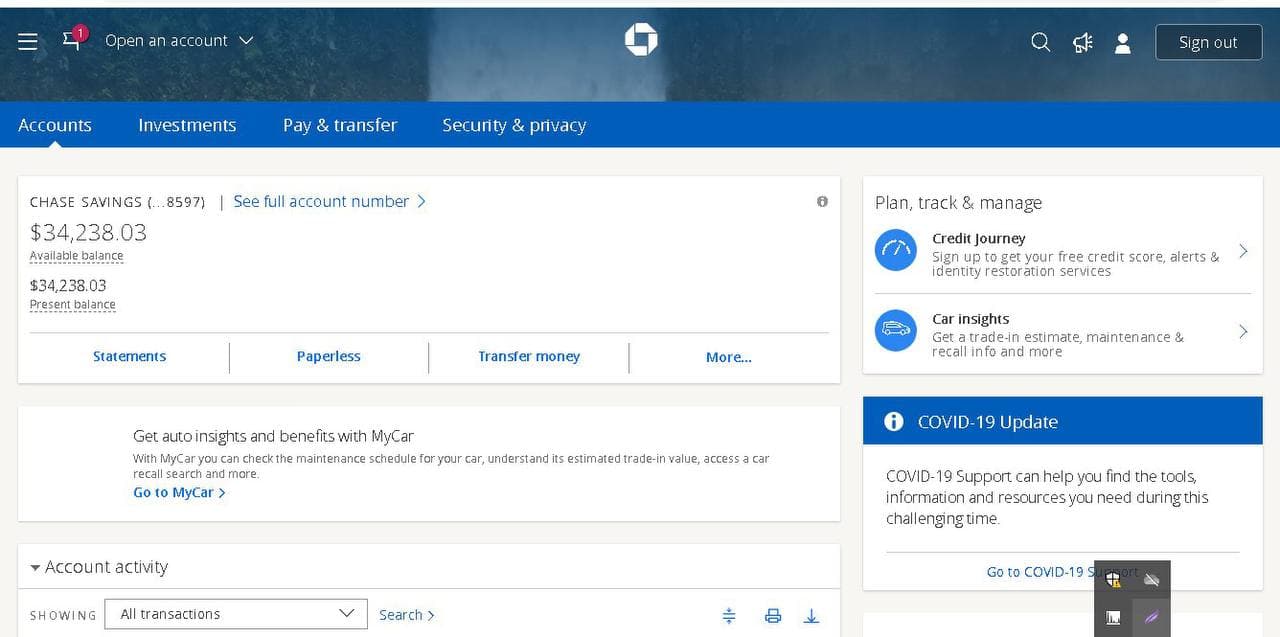 1
Open an account
Sign out
Accounts
Investments
Pay & transfer
Security & privacy
CHASE SAVINGS (...8597) | See full account number
$34,238.03
Available balance
$34,238.03
Present balance
Statements
Paperless
Transfer money
More...
Get auto insights and benefits with MyCar
With MyCar you can check the maintenance schedule for your car, understand its estimated trade-in value, access a car
recall search and more.
Go to MyCar
Account activity
SHOWING
All transactions
Search
Plan, track & manage
Credit Journey
Sign up to get your free credit score, alerts &
identity restoration services
Car insights
Get a trade-in estimate, maintenance &
recall info and more
COVID-19 Update
COVID-19 Support can help you find the tools,
information and resources you need during this
challenging time.
Go to COVID-19 Support